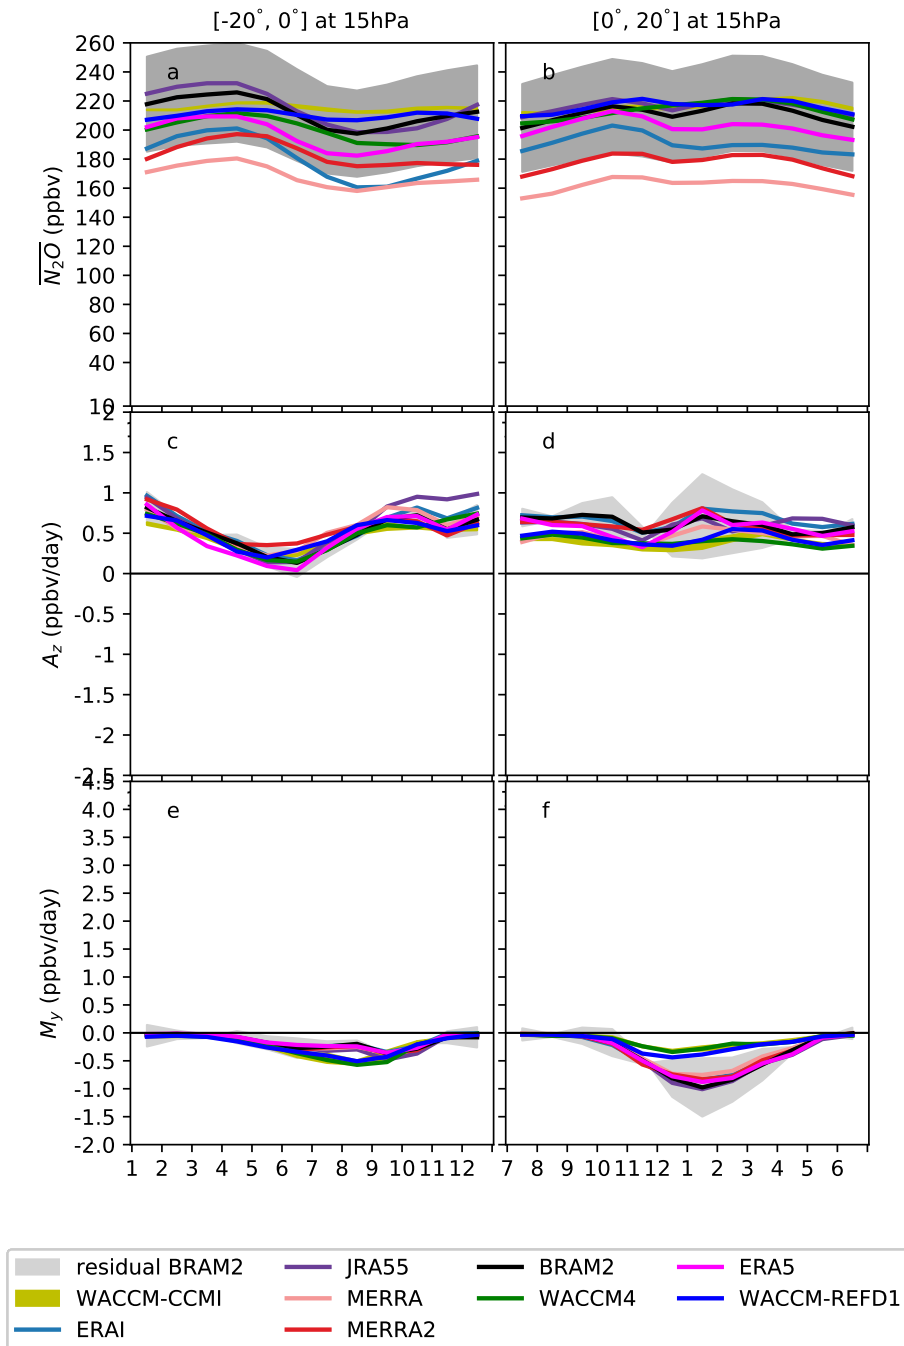 [-20°, 0°] at 15hPa
[0°, 20°] at 15hPa
260
240
220
200
180
160
140
120
100
80
60
40
10
N₂O (ppbv)
a
b
2
1.5
1
0.5
0
-0.5
-1
-1.5
-2
-2.5
A_z (ppbv/day)
c
d
4.5
4.0
3.5
3.0
2.5
2.0
1.5
1.0
0.5
0.0
-0.5
-1.0
-1.5
-2.0
M_y (ppbv/day)
e
f
1 2 3 4 5 6 7 8 9 10 11 12
7 8 9 10 11 12 1 2 3 4 5 6
residual BRAM2 JRA55 BRAM2 ERA5
WACCM-CCMI MERRA WACCM4 WACCM-REFD1
ERAI MERRA2